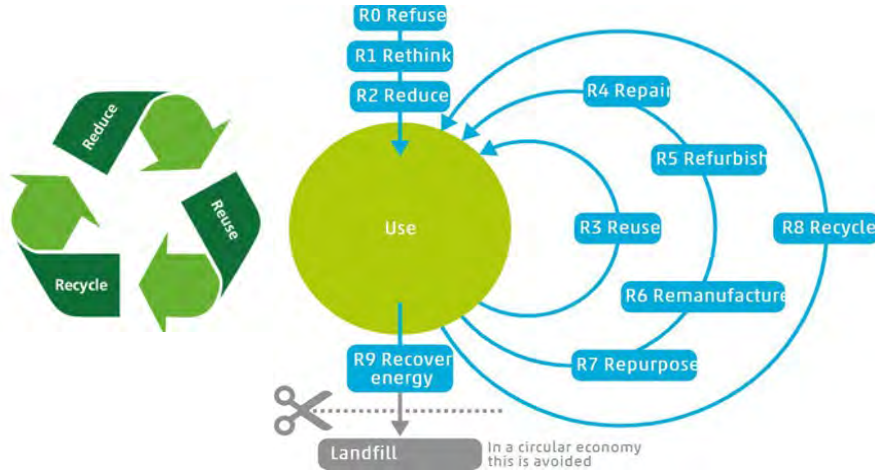 Reduce
Reuse
Recycle
R0 Refuse
R1 Rethink
R2 Reduce
Use
R3 Reuse
R4 Repair
R5 Refurbish
R6 Remanufacture
R7 Repurpose
R8 Recycle
R9 Recover
energy
Landfill
In a circular economy
this is avoided